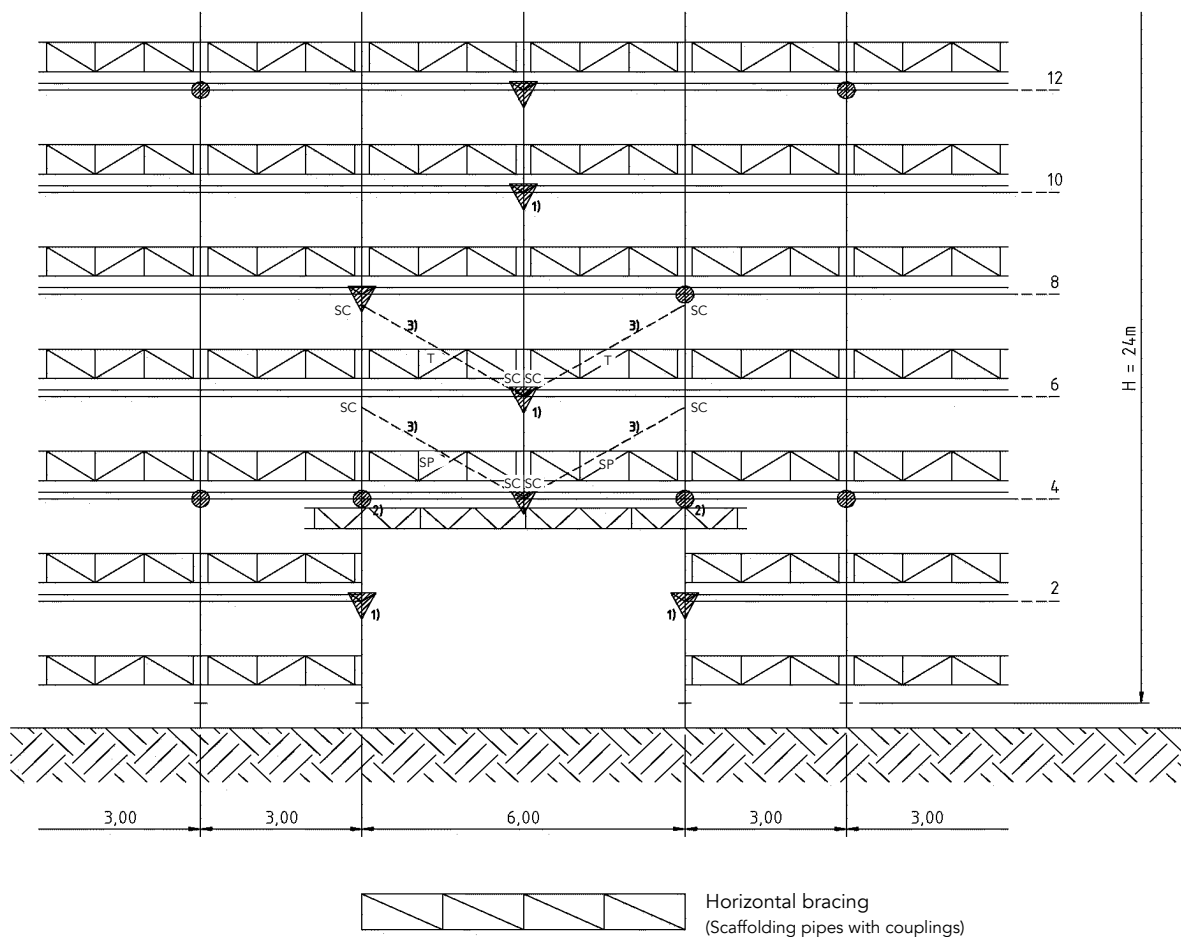 12
10
1)
8
SC
SC
3)
3)
T
T
SC SC
6
1)
H = 24m
SC
SC
3)
3)
SP
SP
SC SC
4
2)
2)
2
1)
1)
3,00
3,00
6,00
3,00
3,00
Horizontal bracing
(Scaffolding pipes with couplings)